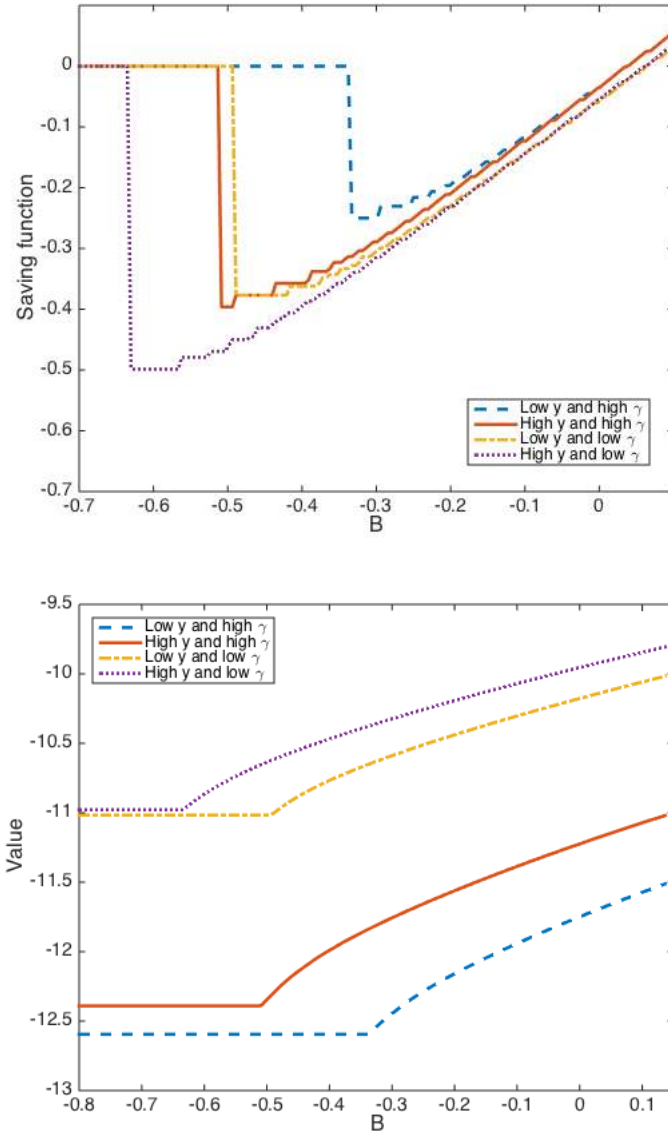 0
-0.1
-0.2
-0.3
-0.4
-0.5
-0.6
-0.7
Saving function
-0.7 -0.6 -0.5 -0.4 -0.3 -0.2 -0.1 0
B
Low y and high γ
High y and high γ
Low y and low γ
High y and low γ
-9.5
-10
-10.5
-11
-11.5
-12
-12.5
-13
Value
Low y and high γ
High y and high γ
Low y and low γ
High y and low γ
-0.8 -0.7 -0.6 -0.5 -0.4 -0.3 -0.2 -0.1 0 0.1
B